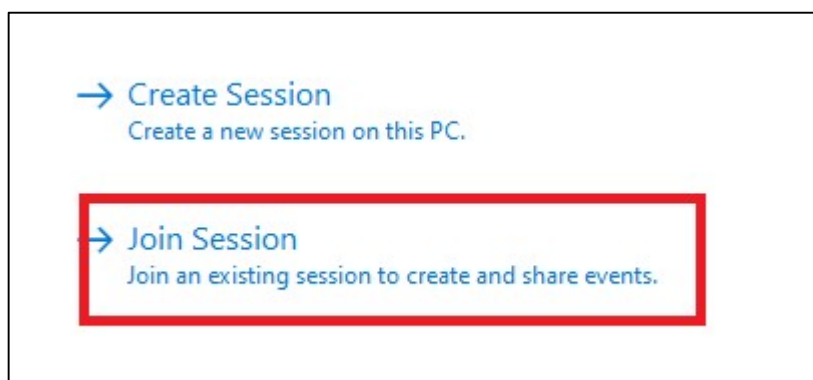 Create Session
Create a new session on this PC.
Join Session
Join an existing session to create and share events.